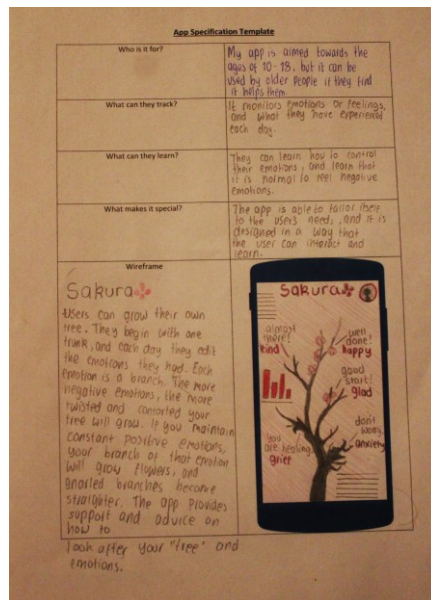 App Specification Template
Who is it for?
My app is aimed towards the
ages of 10-18, but it can be
used by older people if they find
it helps them.
What can they track?
It monitors emotions or feelings,
and what they have experienced
each day.
What can they learn?
They can learn how to control
their emotions, and learn that
it is normal to feel negative
emotions.
What makes it special?
The app is able to tailor itself
to the users needs, and it is
designed in a way that
the user can interact and
learn.
Wireframe
Sakura
Users can grow their own
tree. They begin with one
trunk, and each day they edit
the emotions they had. Each
emotion is a branch. The more
negative emotions, the more
twisted and contorted your
tree will grow. If you maintain
constant positive emotions,
your branch of that emotion
will grow flowers, and
gnarled branches become
straighter. The app provides
support and advice on
how to
look after your "tree" and
emotions.
Sakura
almost
there!
kind
well
done!
happy
good
start!
glad
don't
worry
anxiety
you
are healing
grief